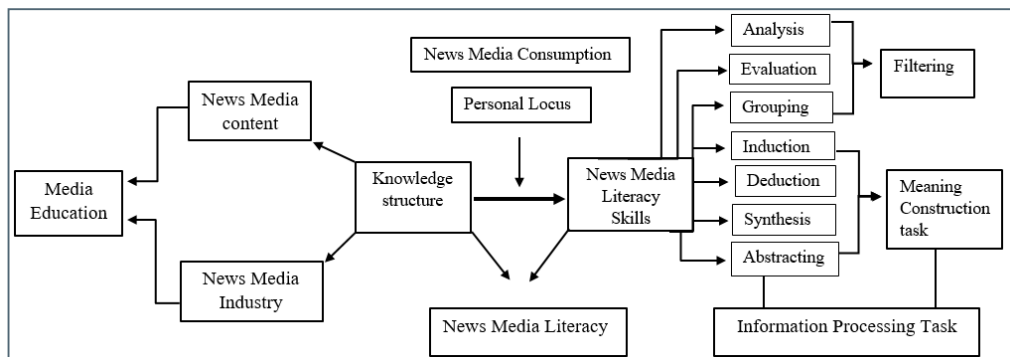 News Media Consumption
Personal Locus
News Media
content
Media
Education
News Media
Industry
Knowledge
structure
News Media
Literacy
Skills
News Media Literacy
Analysis
Evaluation
Grouping
Induction
Deduction
Synthesis
Abstracting
Filtering
Meaning
Construction
task
Information Processing Task